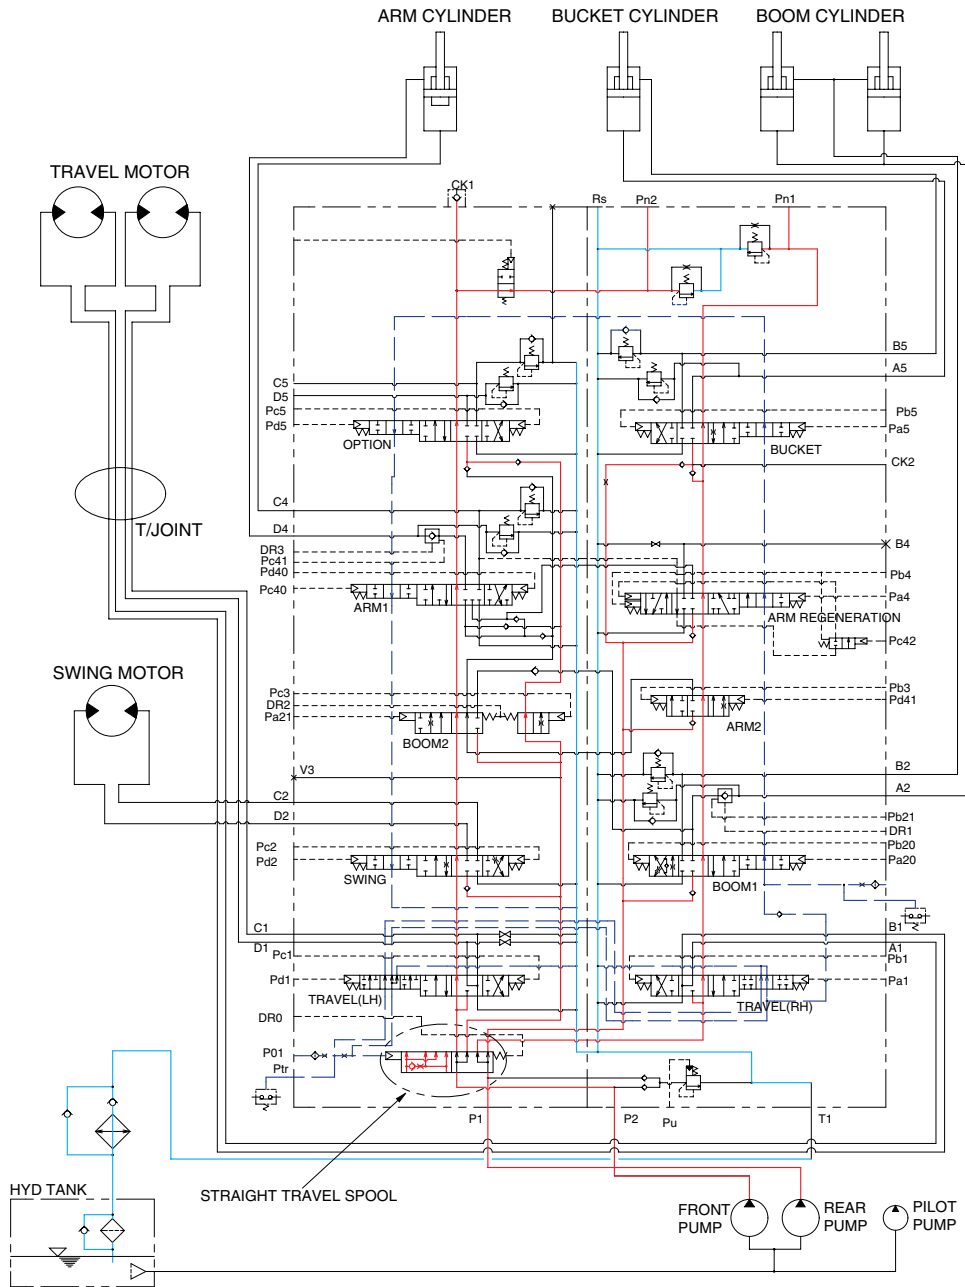 ARM CYLINDER
BUCKET CYLINDER
BOOM CYLINDER
TRAVEL MOTOR
CK1
Rs
Pn2
Pn1
B5
A5
C5
D5
Pc5
Pd5
OPTION
Pb5
Pa5
BUCKET
CK2
C4
D4
DR3
Pc41
Pd40
Pc40
ARM1
B4
Pb4
Pa4
ARM REGENERATION
Pc42
T/JOINT
SWING MOTOR
Pc3
DR2
Pa21
BOOM2
Pb3
Pd41
ARM2
V3
C2
D2
B2
A2
Pb21
DR1
Pc2
Pd2
SWING
Pb20
Pa20
BOOM1
C1
D1
Pc1
Pd1
TRAVEL(LH)
B1
A1
Pb1
Pa1
TRAVEL(RH)
DR0
P01
Ptr
P1
P2
Pu
T1
STRAIGHT TRAVEL SPOOL
HYD TANK
FRONT
PUMP
REAR
PUMP
PILOT
PUMP